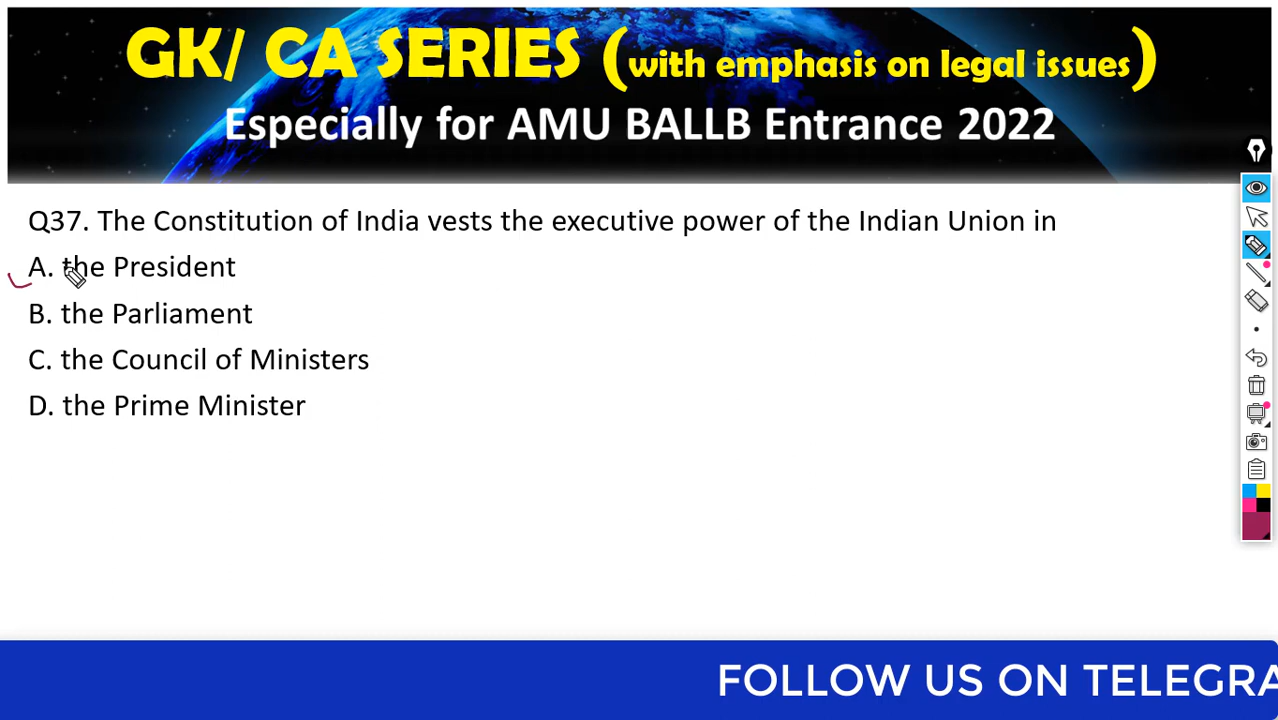 GK/ CA SERIES (with emphasis on legal issues)
Especially for AMU BALLB Entrance 2022
Q37. The Constitution of India vests the executive power of the Indian Union in
A. the President
B. the Parliament
C. the Council of Ministers
D. the Prime Minister
FOLLOW US ON TELEGRA